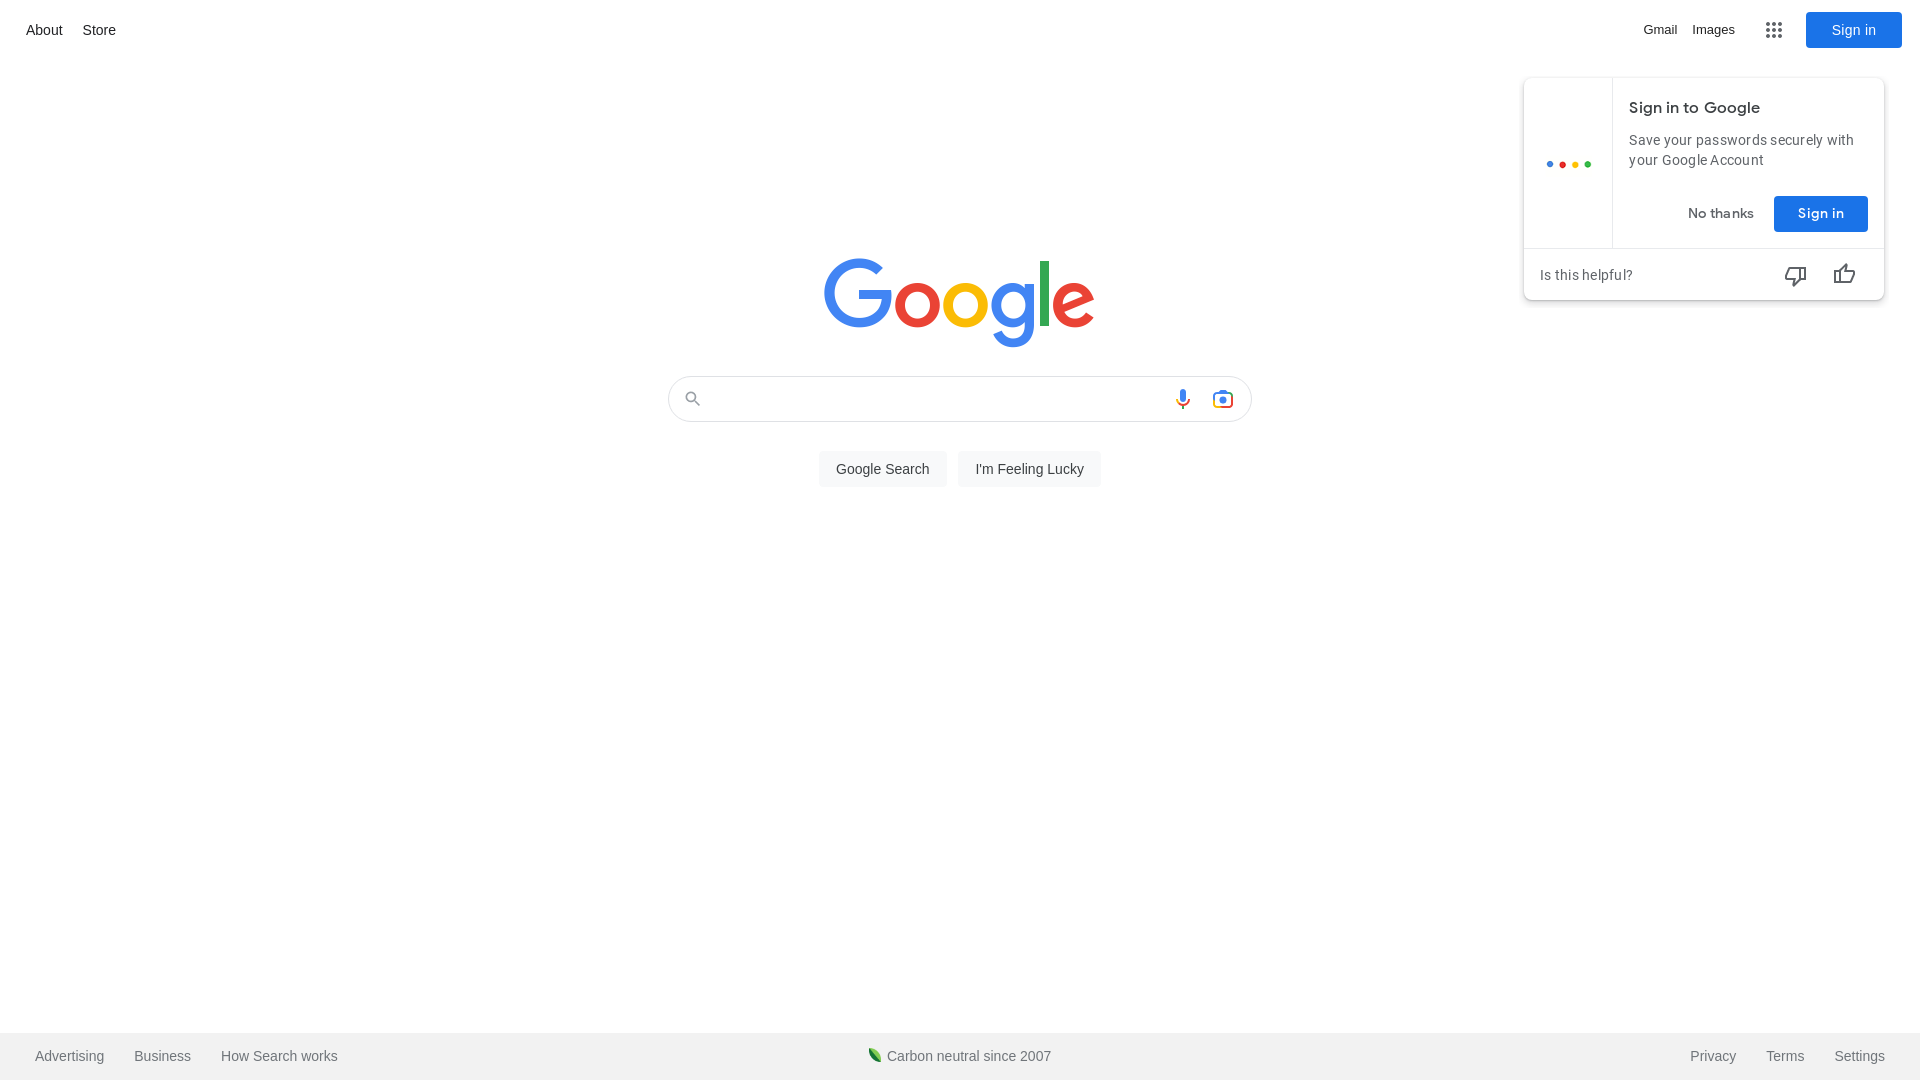 About Store
Gmail Images Sign in
Sign in to Google
Save your passwords securely with
your Google Account
No thanks Sign in
Is this helpful?
Google
Google Search I'm Feeling Lucky
Advertising Business How Search works
Carbon neutral since 2007
Privacy Terms Settings